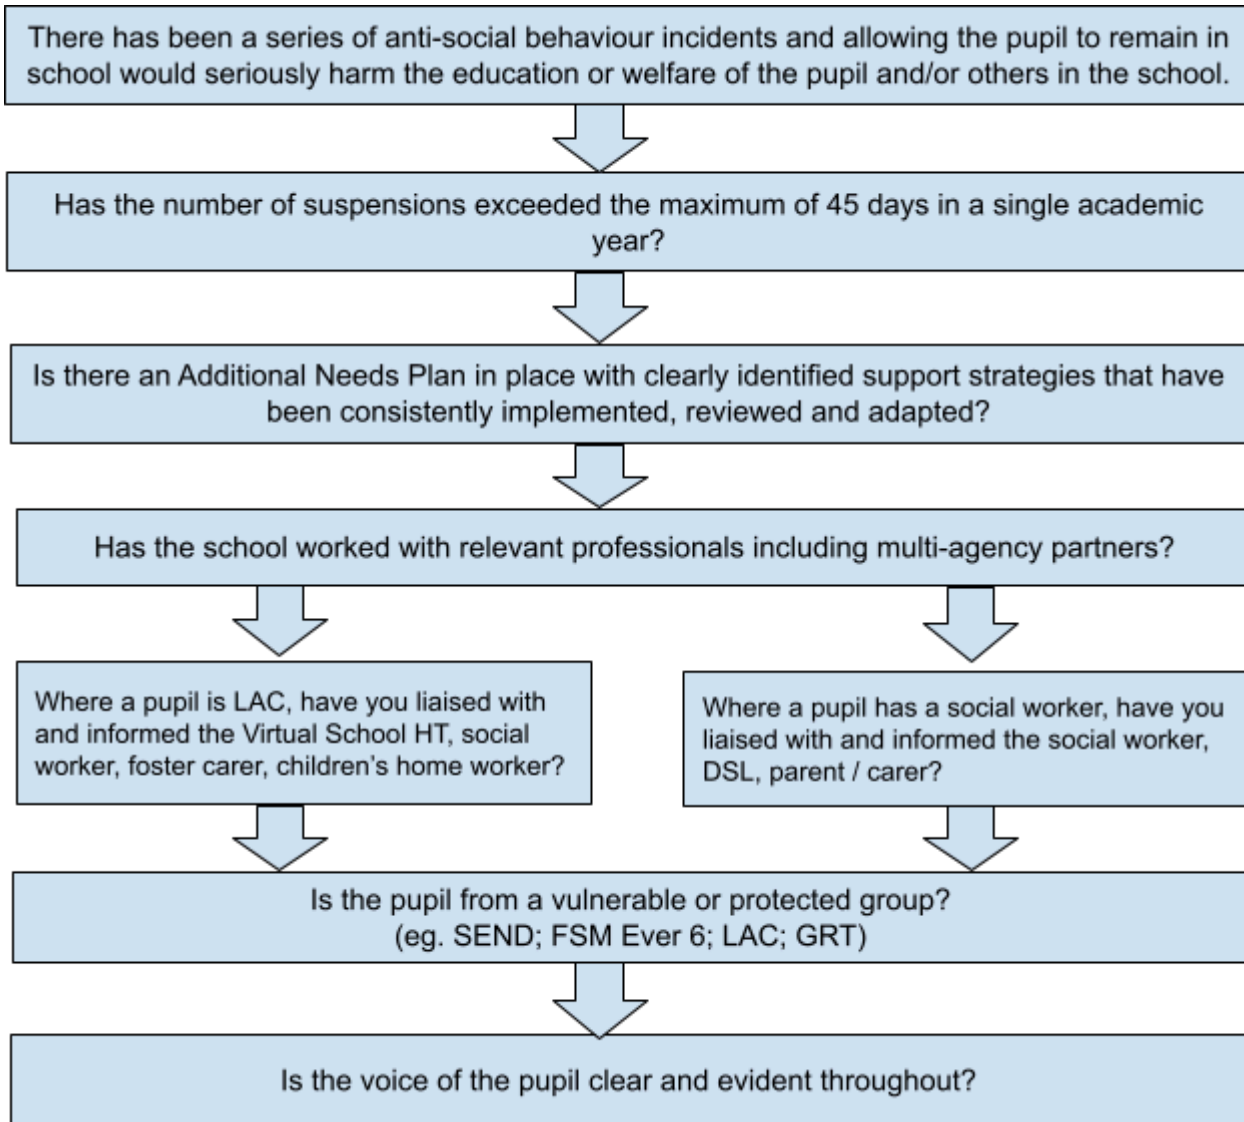 There has been a series of anti-social behaviour incidents and allowing the pupil to remain in
school would seriously harm the education or welfare of the pupil and/or others in the school.
Has the number of suspensions exceeded the maximum of 45 days in a single academic
year?
Is there an Additional Needs Plan in place with clearly identified support strategies that have
been consistently implemented, reviewed and adapted?
Has the school worked with relevant professionals including multi-agency partners?
Where a pupil is LAC, have you liaised with
and informed the Virtual School HT, social
worker, foster carer, children's home worker?
Where a pupil has a social worker, have you
liaised with and informed the social worker,
DSL, parent / carer?
Is the pupil from a vulnerable or protected group?
(eg. SEND; FSM Ever 6; LAC; GRT)
Is the voice of the pupil clear and evident throughout?